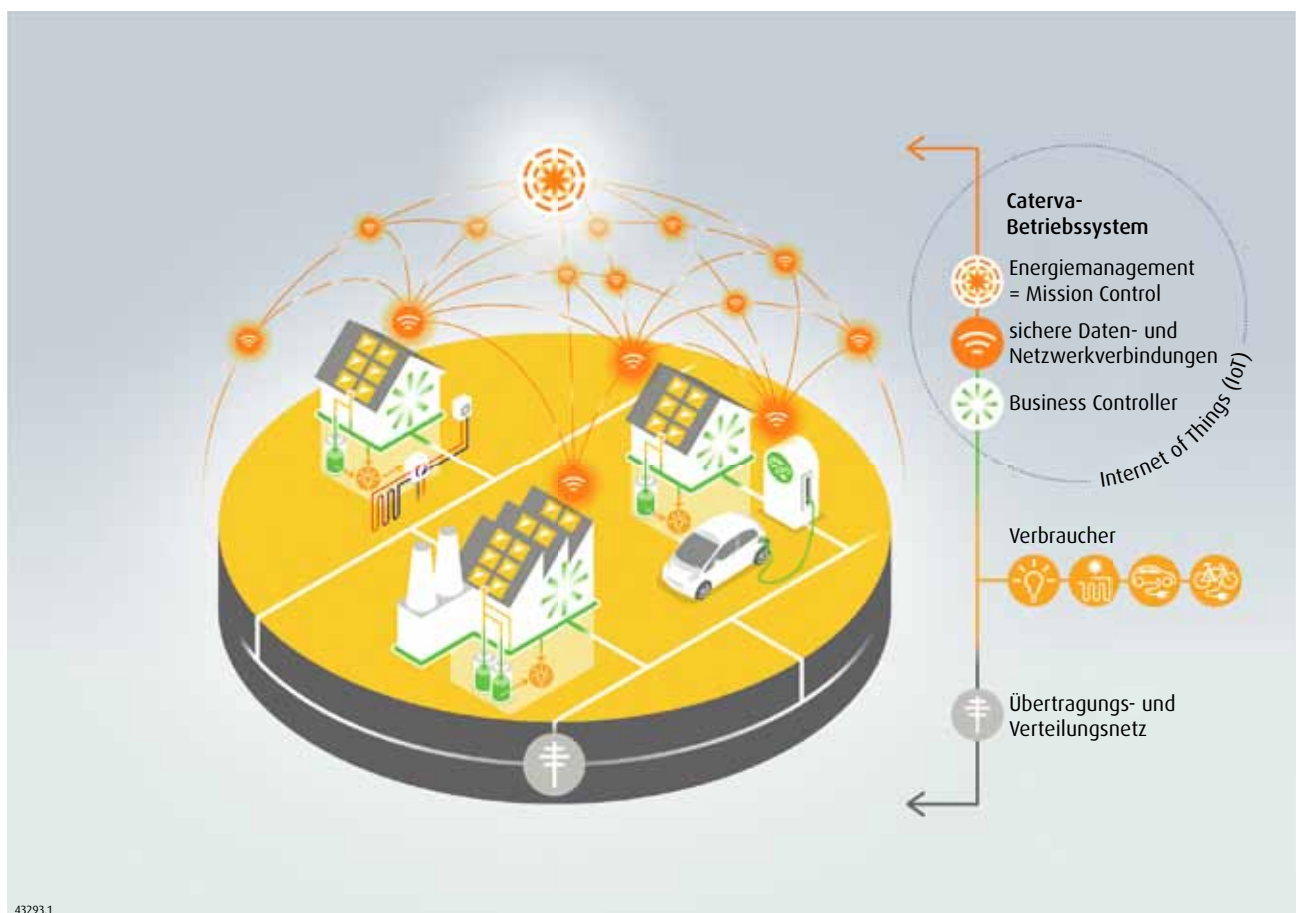 Caterva-
Betriebssystem
Energiemanagement
= Mission Control
sichere Daten- und
Netzwerkverbindungen
Business Controller
Internet of Things (IoT)
Verbraucher
Übertragungs- und
Verteilungsnetz
43293.1